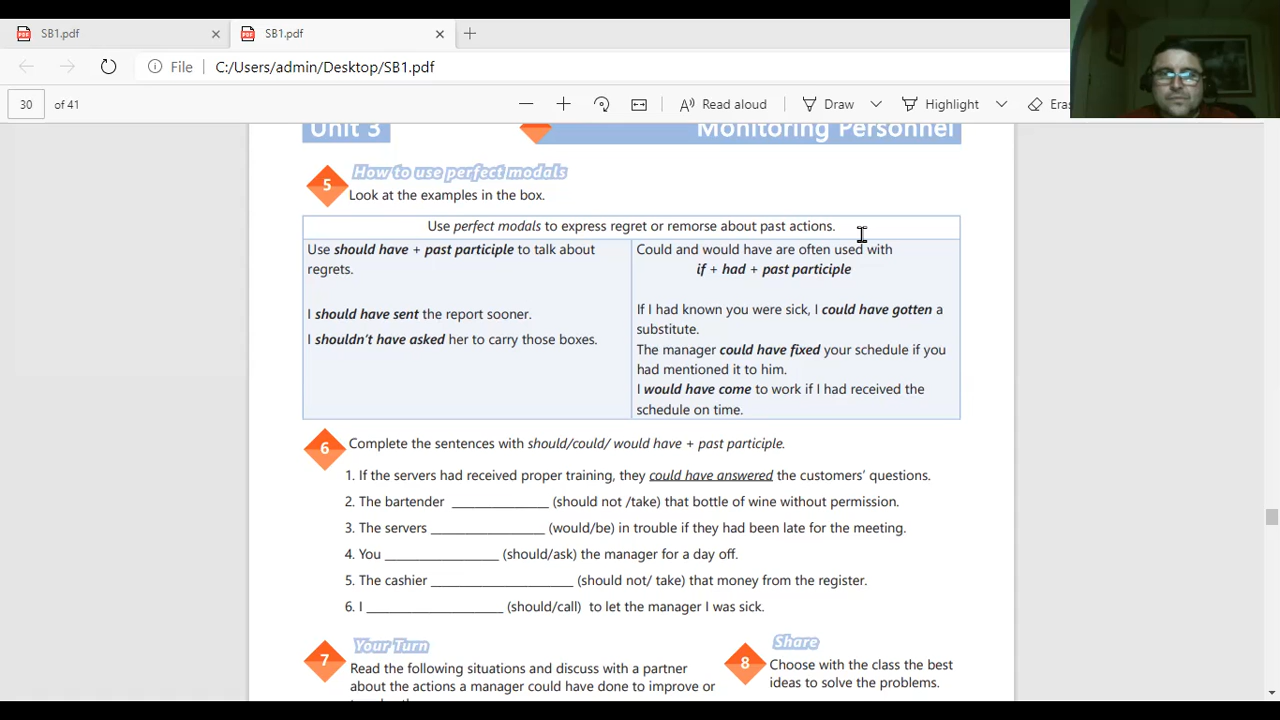 SB1.pdf
SB1.pdf
File
C:/Users/admin/Desktop/SB1.pdf
30
of 41
Read aloud
Draw
Highlight
Eras
Unit 3
Monitoring Personnel
5
How to use perfect modals
Look at the examples in the box.
Use perfect modals to express regret or remorse about past actions.
Use should have + past participle to talk about
regrets.
I should have sent the report sooner.
I shouldn't have asked her to carry those boxes.
Could and would have are often used with
if + had + past participle
If I had known you were sick, I could have gotten a
substitute.
The manager could have fixed your schedule if you
had mentioned it to him.
I would have come to work if I had received the
schedule on time.
6
Complete the sentences with should/could/ would have + past participle.
1. If the servers had received proper training, they could have answered the customers' questions.
2. The bartender _______________ (should not /take) that bottle of wine without permission.
3. The servers __________________ (would/be) in trouble if they had been late for the meeting.
4. You __________________ (should/ask) the manager for a day off.
5. The cashier _______________________ (should not/ take) that money from the register.
6. I ______________________ (should/call) to let the manager I was sick.
7
Your Turn
Read the following situations and discuss with a partner
about the actions a manager could have done to improve or
8
Share
Choose with the class the best
ideas to solve the problems.